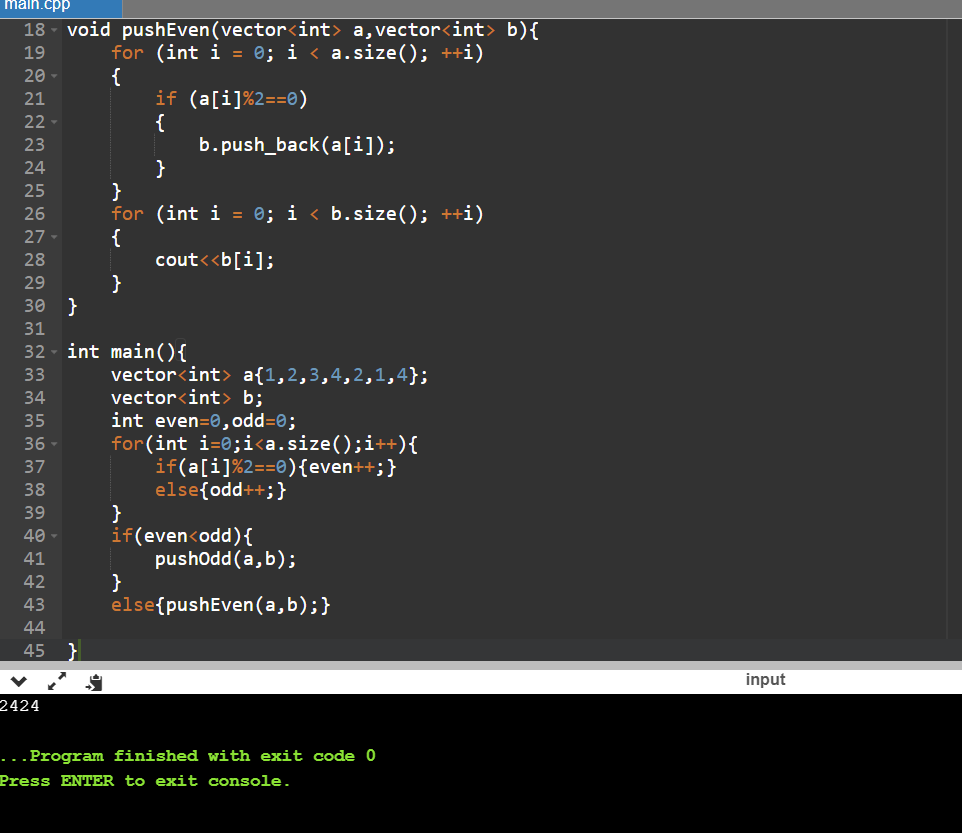 main.cpp
18 void pushEven(vector<int> a,vector<int> b){
19     for (int i = 0; i < a.size(); ++i)
20     {
21         if (a[i]%2==0)
22         {
23             b.push_back(a[i]);
24         }
25     }
26     for (int i = 0; i < b.size(); ++i)
27     {
28         cout<<b[i];
29     }
30 }
31
32 int main(){
33     vector<int> a{1,2,3,4,2,1,4};
34     vector<int> b;
35     int even=0,odd=0;
36     for(int i=0;i<a.size();i++){
37         if(a[i]%2==0){even++;}
38         else{odd++;}
39     }
40     if(even<odd){
41         pushOdd(a,b);
42     }
43     else{pushEven(a,b);}
44
45 }
input
2424
...Program finished with exit code 0
Press ENTER to exit console.